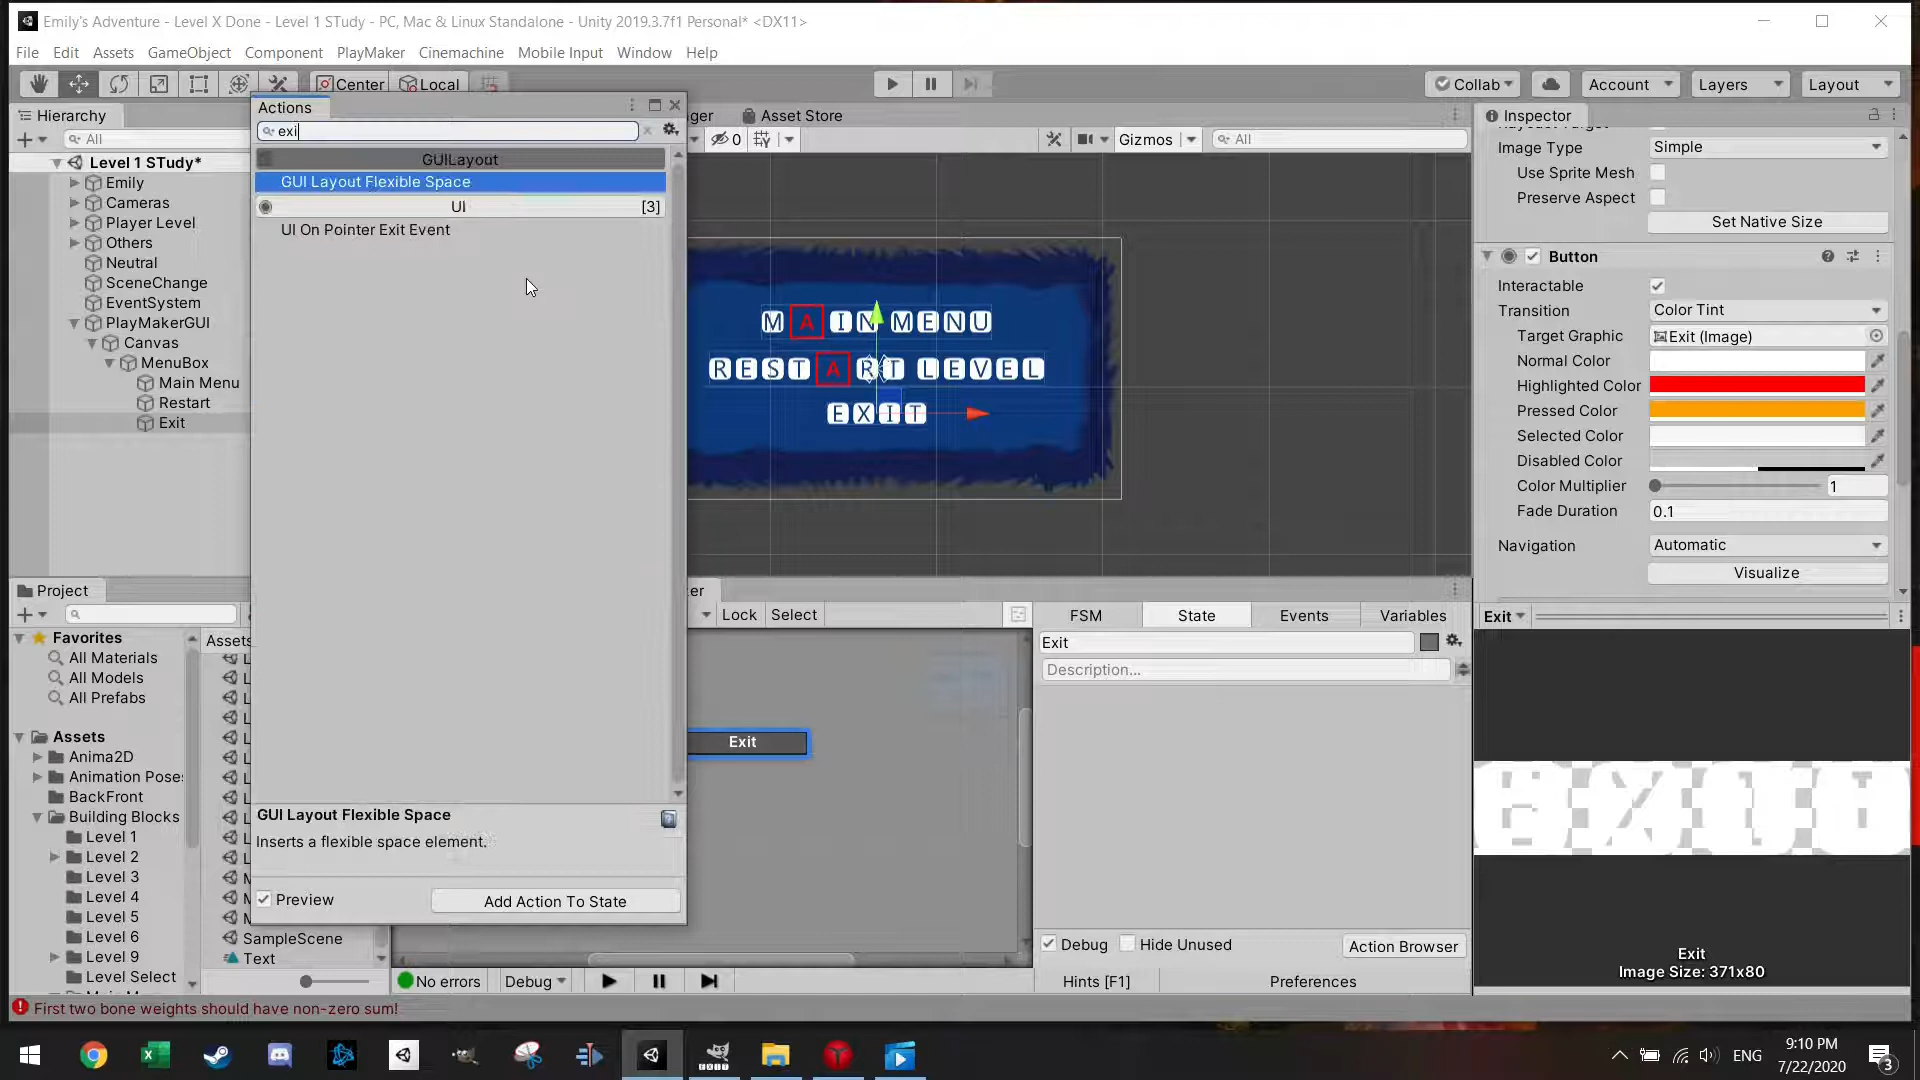 Emily's Adventure - Level X Done - Level 1 STudy - PC, Mac & Linux Standalone - Unity 2019.3.7f1 Personal* <DX11>
File Edit Assets GameObject Component PlayMaker Cinemachine Mobile Input Window Help
Center Local Collab Account Layers Layout
Hierarchy
All
Level 1 STudy*
Emily
Cameras
Player Level
Others
Neutral
SceneChange
EventSystem
PlayMakerGUI
Canvas
MenuBox
Main Menu
Restart
Exit
Actions
exi
GUILayout
GUI Layout Flexible Space
UI [3]
UI On Pointer Exit Event
GUI Layout Flexible Space
Inserts a flexible space element.
Preview
Add Action To State
Asset Store
0 Gizmos All
MAIN MENU
RESTART LEVEL
EXIT
Inspector
Image Type Simple
Use Sprite Mesh
Preserve Aspect
Set Native Size
Button
Interactable
Transition Color Tint
Target Graphic Exit (Image)
Normal Color
Highlighted Color
Pressed Color
Selected Color
Disabled Color
Color Multiplier 1
Fade Duration 0.1
Navigation Automatic
Visualize
Project
Favorites
All Materials
All Models
All Prefabs
Assets
Anima2D
Animation Poses
BackFront
Building Blocks
Level 1
Level 2
Level 3
Level 4
Level 5
Level 6
Level 9
Level Select
Assets
SampleScene
Text
Lock Select
Exit
No errors Debug
FSM State Events Variables
Exit
Description...
Debug Hide Unused Action Browser
Hints [F1] Preferences
Exit
Exit
Image Size: 371x80
First two bone weights should have non-zero sum!
ENG
9:10 PM
7/22/2020
3